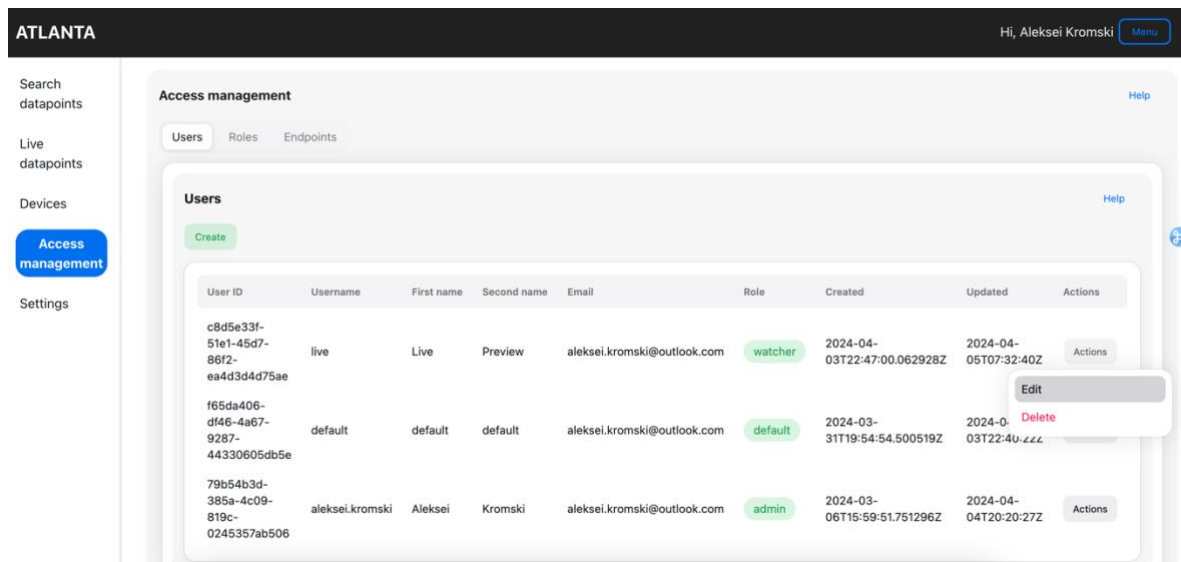 ATLANTA
Hi, Aleksei Kromski
Menu
Search
datapoints
Live
datapoints
Devices
Access
management
Settings
Access management
Help
Users
Roles
Endpoints
Users
Help
Create
User ID
Username
First name
Second name
Email
Role
Created
Updated
Actions
c8d5e33f-
51e1-45d7-
86f2-
ea4d3d4d75ae
live
Live
Preview
aleksei.kromski@outlook.com
watcher
2024-04-
03T22:47:00.062928Z
2024-04-
05T07:32:40Z
Actions
Edit
Delete
f65da406-
df46-4a67-
9287-
44330605db5e
default
default
default
aleksei.kromski@outlook.com
default
2024-03-
31T19:54:54.500519Z
2024-0
03T22:40:22Z
79b54b3d-
385a-4c09-
819c-
0245357ab506
aleksei.kromski
Aleksei
Kromski
aleksei.kromski@outlook.com
admin
2024-03-
06T15:59:51.751296Z
2024-04-
04T20:20:27Z
Actions